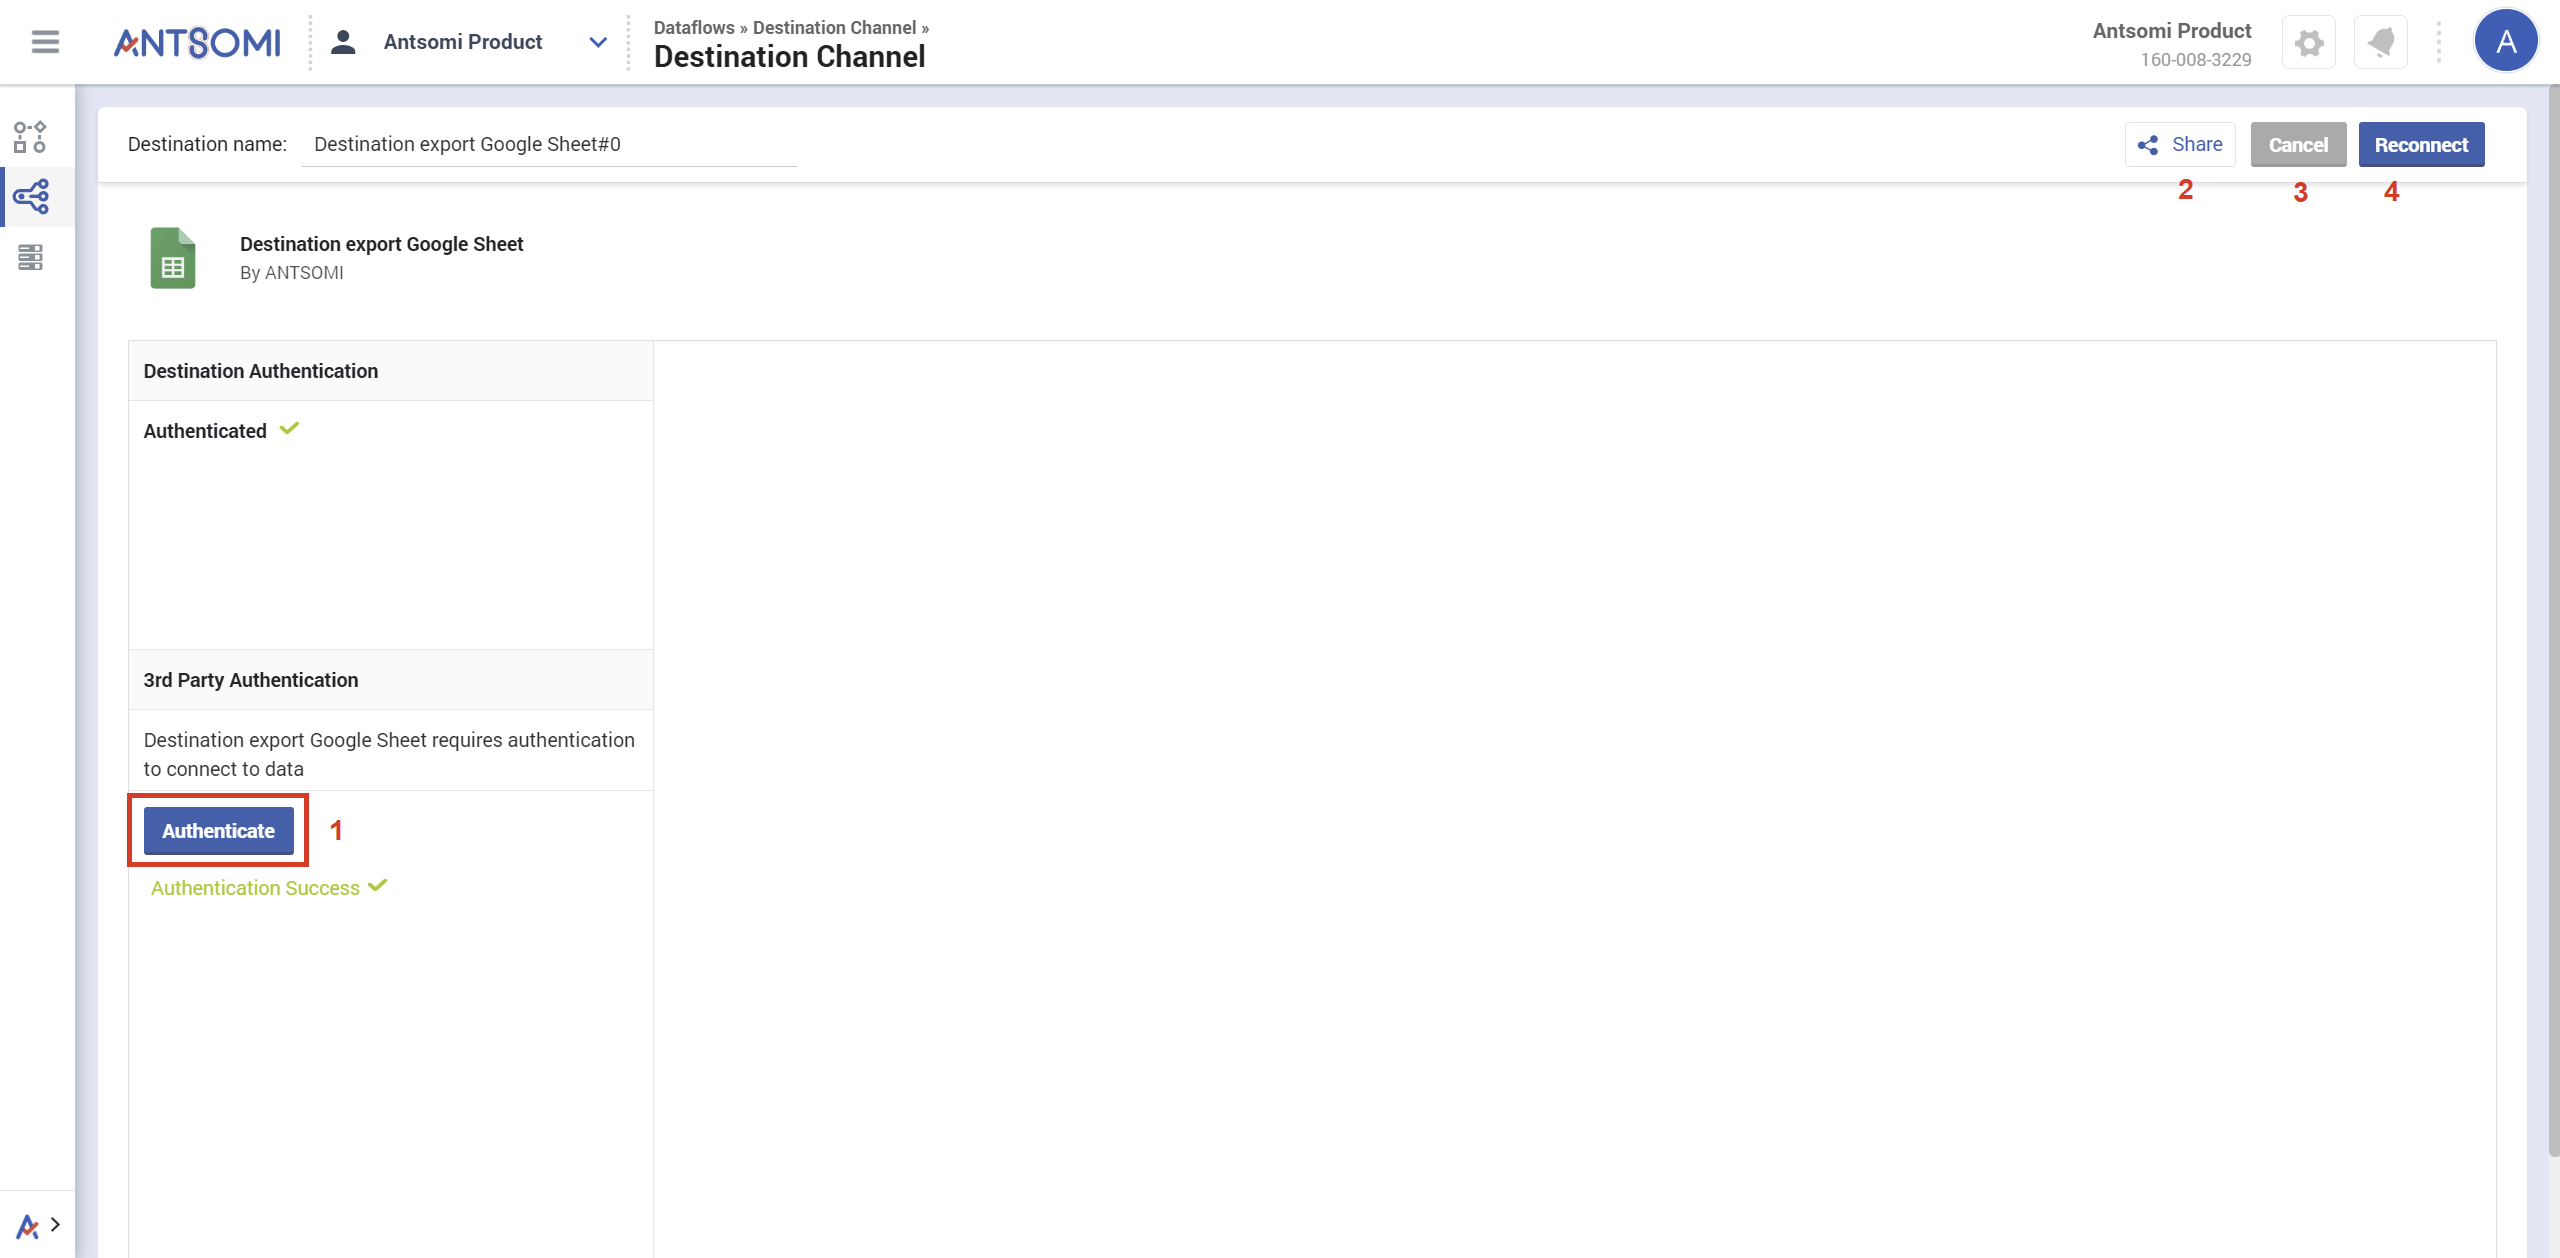 ANTSOMI
Antsomi Product
Dataflows » Destination Channel »
Destination Channel
Antsomi Product
160-008-3229
A
Destination name: Destination export Google Sheet#0
Share
Cancel
Reconnect
2
3
4
Destination export Google Sheet
By ANTSOMI
Destination Authentication
Authenticated
3rd Party Authentication
Destination export Google Sheet requires authentication
to connect to data
Authenticate
1
Authentication Success